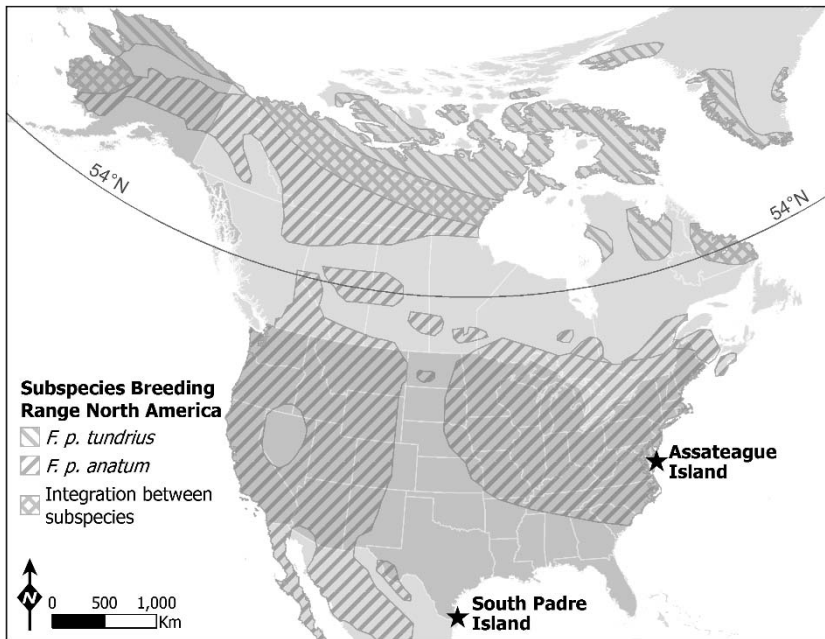 54°N
54°N
Subspecies Breeding
Range North America
F. p. tundrius
F. p. anatum
Integration between
subspecies
Assateague
Island
N
0 500 1,000
Km
South Padre
Island